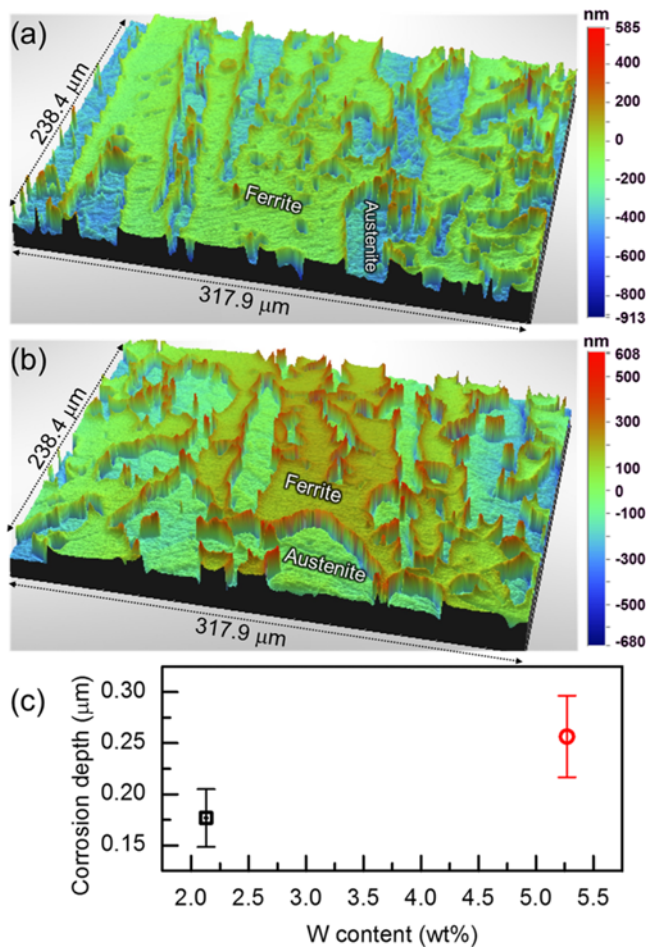 (a)
nm
585
400
200
0
-200
-400
-600
-800
-913
238.4 μm
Ferrite
Austenite
317.9 μm
(b)
nm
608
500
300
100
0
-100
-300
-500
-680
238.4 μm
Ferrite
Austenite
317.9 μm
(c)
Corrosion depth (μm)
0.30
0.25
0.20
0.15
2.0 2.5 3.0 3.5 4.0 4.5 5.0 5.5
W content (wt%)